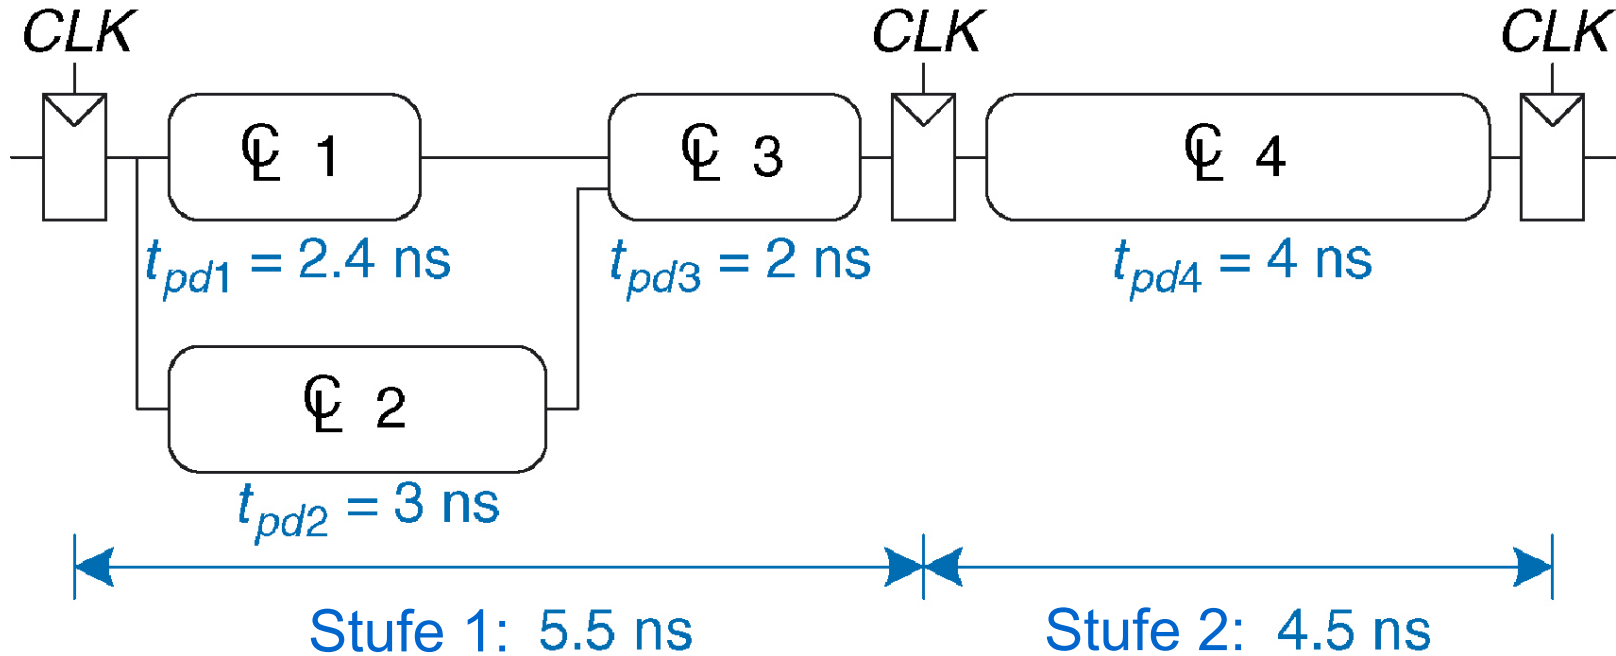 CLK CLK CLK
CL 1 CL 3 CL 4
tpd1 = 2.4 ns tpd3 = 2 ns tpd4 = 4 ns
CL 2
tpd2 = 3 ns
Stufe 1: 5.5 ns Stufe 2: 4.5 ns